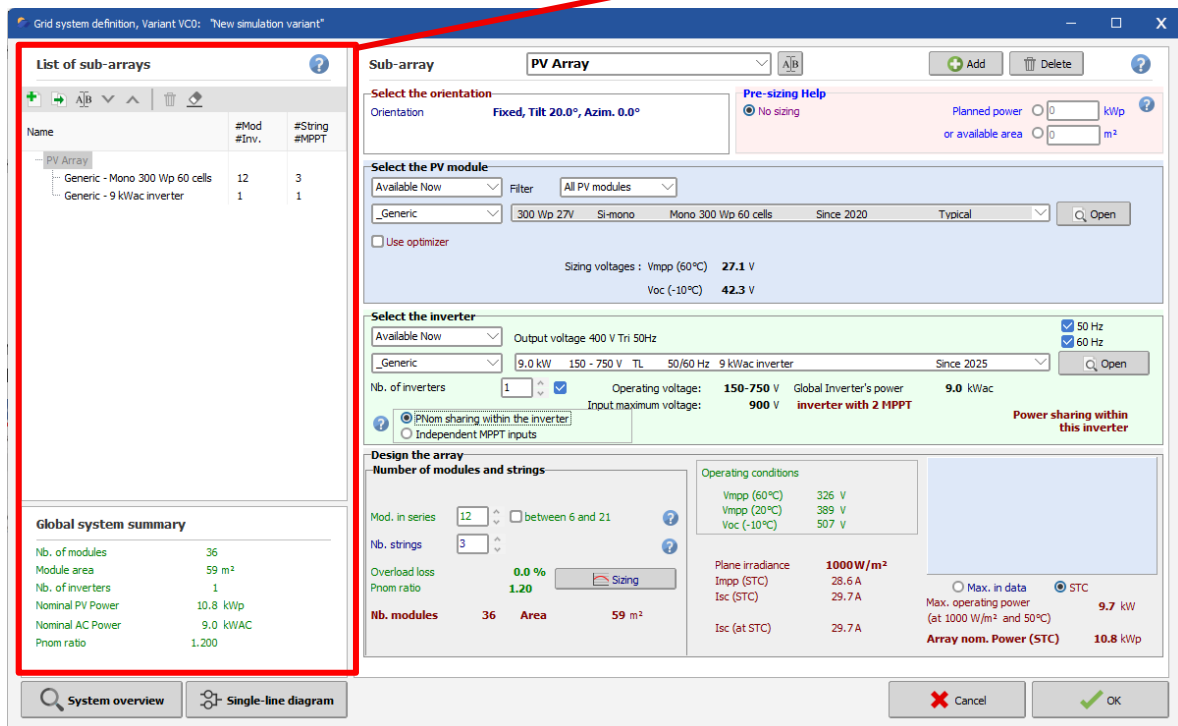 Grid system definition, Variant VC0: "New simulation variant"
List of sub-arrays
Name
#Mod #String
#Inv. #MPPT
PV Array
Generic - Mono 300 Wp 60 cells 12 3
Generic - 9 kWac inverter 1 1
Global system summary
Nb. of modules 36
Module area 59 m²
Nb. of inverters 1
Nominal PV Power 10.8 kWp
Nominal AC Power 9.0 kWAC
Pnom ratio 1.200
System overview
Single-line diagram
Sub-array PV Array A|B Add Delete
Select the orientation
Orientation Fixed, Tilt 20.0°, Azim. 0.0°
Pre-sizing Help
No sizing Planned power 0 kWp
or available area 0 m²
Select the PV module
Available Now Filter All PV modules
_Generic 300 Wp 27V Si-mono Mono 300 Wp 60 cells Since 2020 Typical Open
Use optimizer
Sizing voltages : Vmpp (60°C) 27.1 V
Voc (-10°C) 42.3 V
Select the inverter
Available Now Output voltage 400 V Tri 50Hz
50 Hz
60 Hz
_Generic 9.0 kW 150 - 750 V TL 50/60 Hz 9 kWac inverter Since 2025 Open
Nb. of inverters 1 Operating voltage: 150-750 V Global Inverter's power 9.0 kWac
Input maximum voltage: 900 V inverter with 2 MPPT
PNom sharing within the inverter
Independent MPPT inputs
Power sharing within
this inverter
Design the array
Number of modules and strings
Mod. in series 12 between 6 and 21
Nb. strings 3
Overload loss 0.0 %
Pnom ratio 1.20
Sizing
Nb. modules 36 Area 59 m²
Operating conditions
Vmpp (60°C) 326 V
Vmpp (20°C) 389 V
Voc (-10°C) 507 V
Plane irradiance 1000 W/m²
Impp (STC) 28.6 A
Isc (STC) 29.7 A
Isc (at STC) 29.7 A
Max. in data STC
Max. operating power 9.7 kW
(at 1000 W/m² and 50°C)
Array nom. Power (STC) 10.8 kWp
Cancel
OK